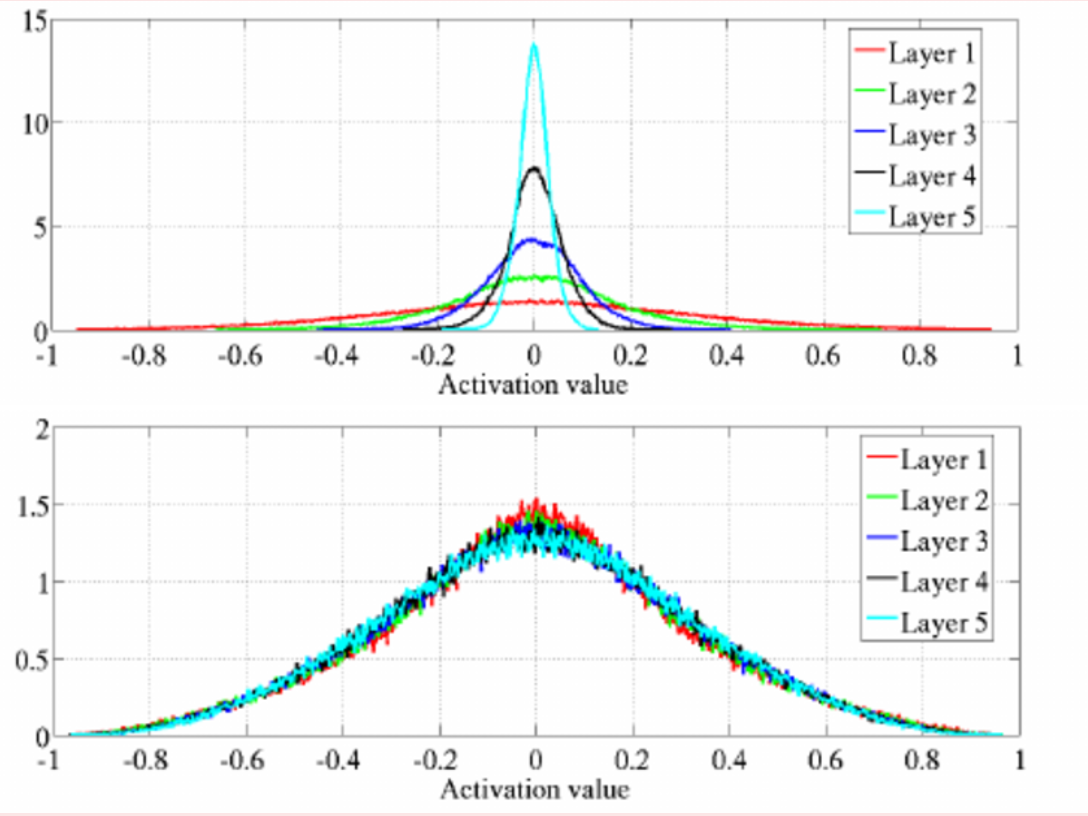 15
10
5
0
-1 -0.8 -0.6 -0.4 -0.2 0 0.2 0.4 0.6 0.8 1
Activation value
Layer 1
Layer 2
Layer 3
Layer 4
Layer 5
2
1.5
1
0.5
0
-1 -0.8 -0.6 -0.4 -0.2 0 0.2 0.4 0.6 0.8 1
Activation value
Layer 1
Layer 2
Layer 3
Layer 4
Layer 5